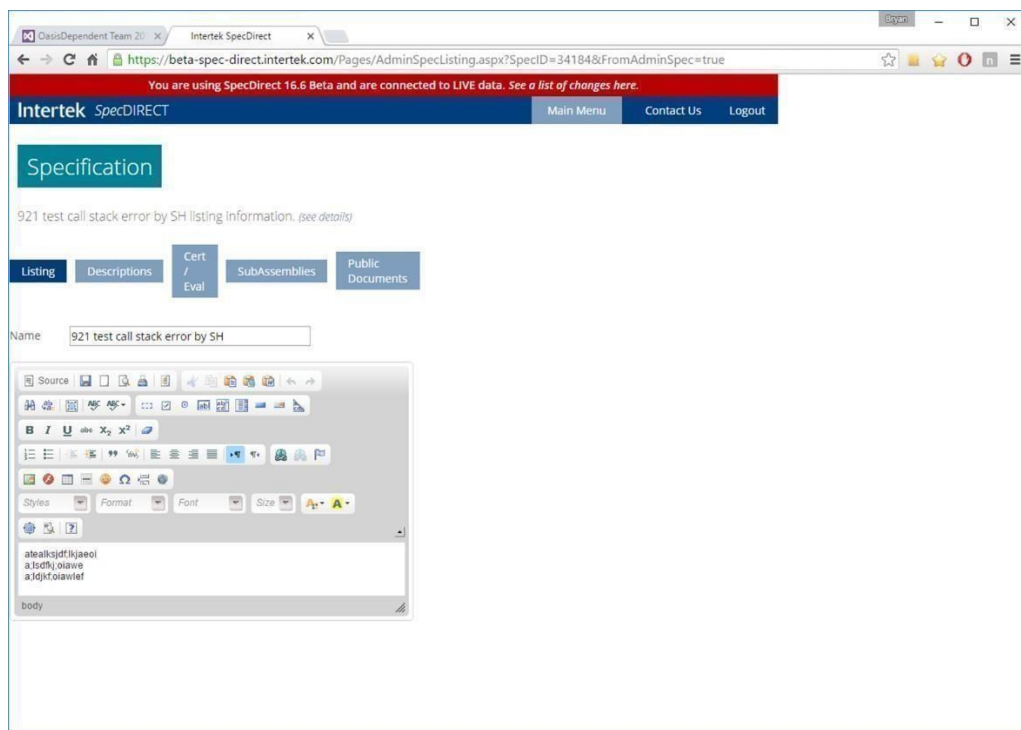 Bryan
OasisDependent Team 20
Intertek SpecDirect
https://beta-spec-direct.intertek.com/Pages/AdminSpecListing.aspx?SpecID=34184&FromAdminSpec=true
You are using SpecDirect 16.6 Beta and are connected to LIVE data. See a list of changes here.
Intertek SpecDIRECT
Main Menu
Contact Us
Logout
Specification
921 test call stack error by SH listing information. (see details)
Listing
Descriptions
Cert
/
Eval
SubAssemblies
Public
Documents
Name
921 test call stack error by SH
Source
B I U abc X₂ X²
Styles
Format
Font
Size
A
A
atealksjdf;lkjaeoi
a;lsdfkj;oiawe
a;ldjkf;oiawlef
body